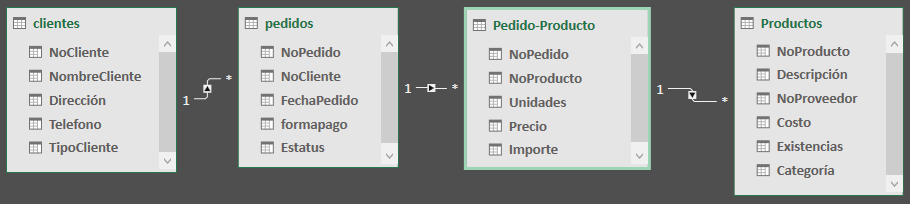 clientes
NoCliente
NombreCliente
Dirección
Telefono
TipoCliente
1
*
pedidos
NoPedido
NoCliente
FechaPedido
formapago
Estatus
1
*
Pedido-Producto
NoPedido
NoProducto
Unidades
Precio
Importe
1
*
Productos
NoProducto
Descripción
NoProveedor
Costo
Existencias
Categoría